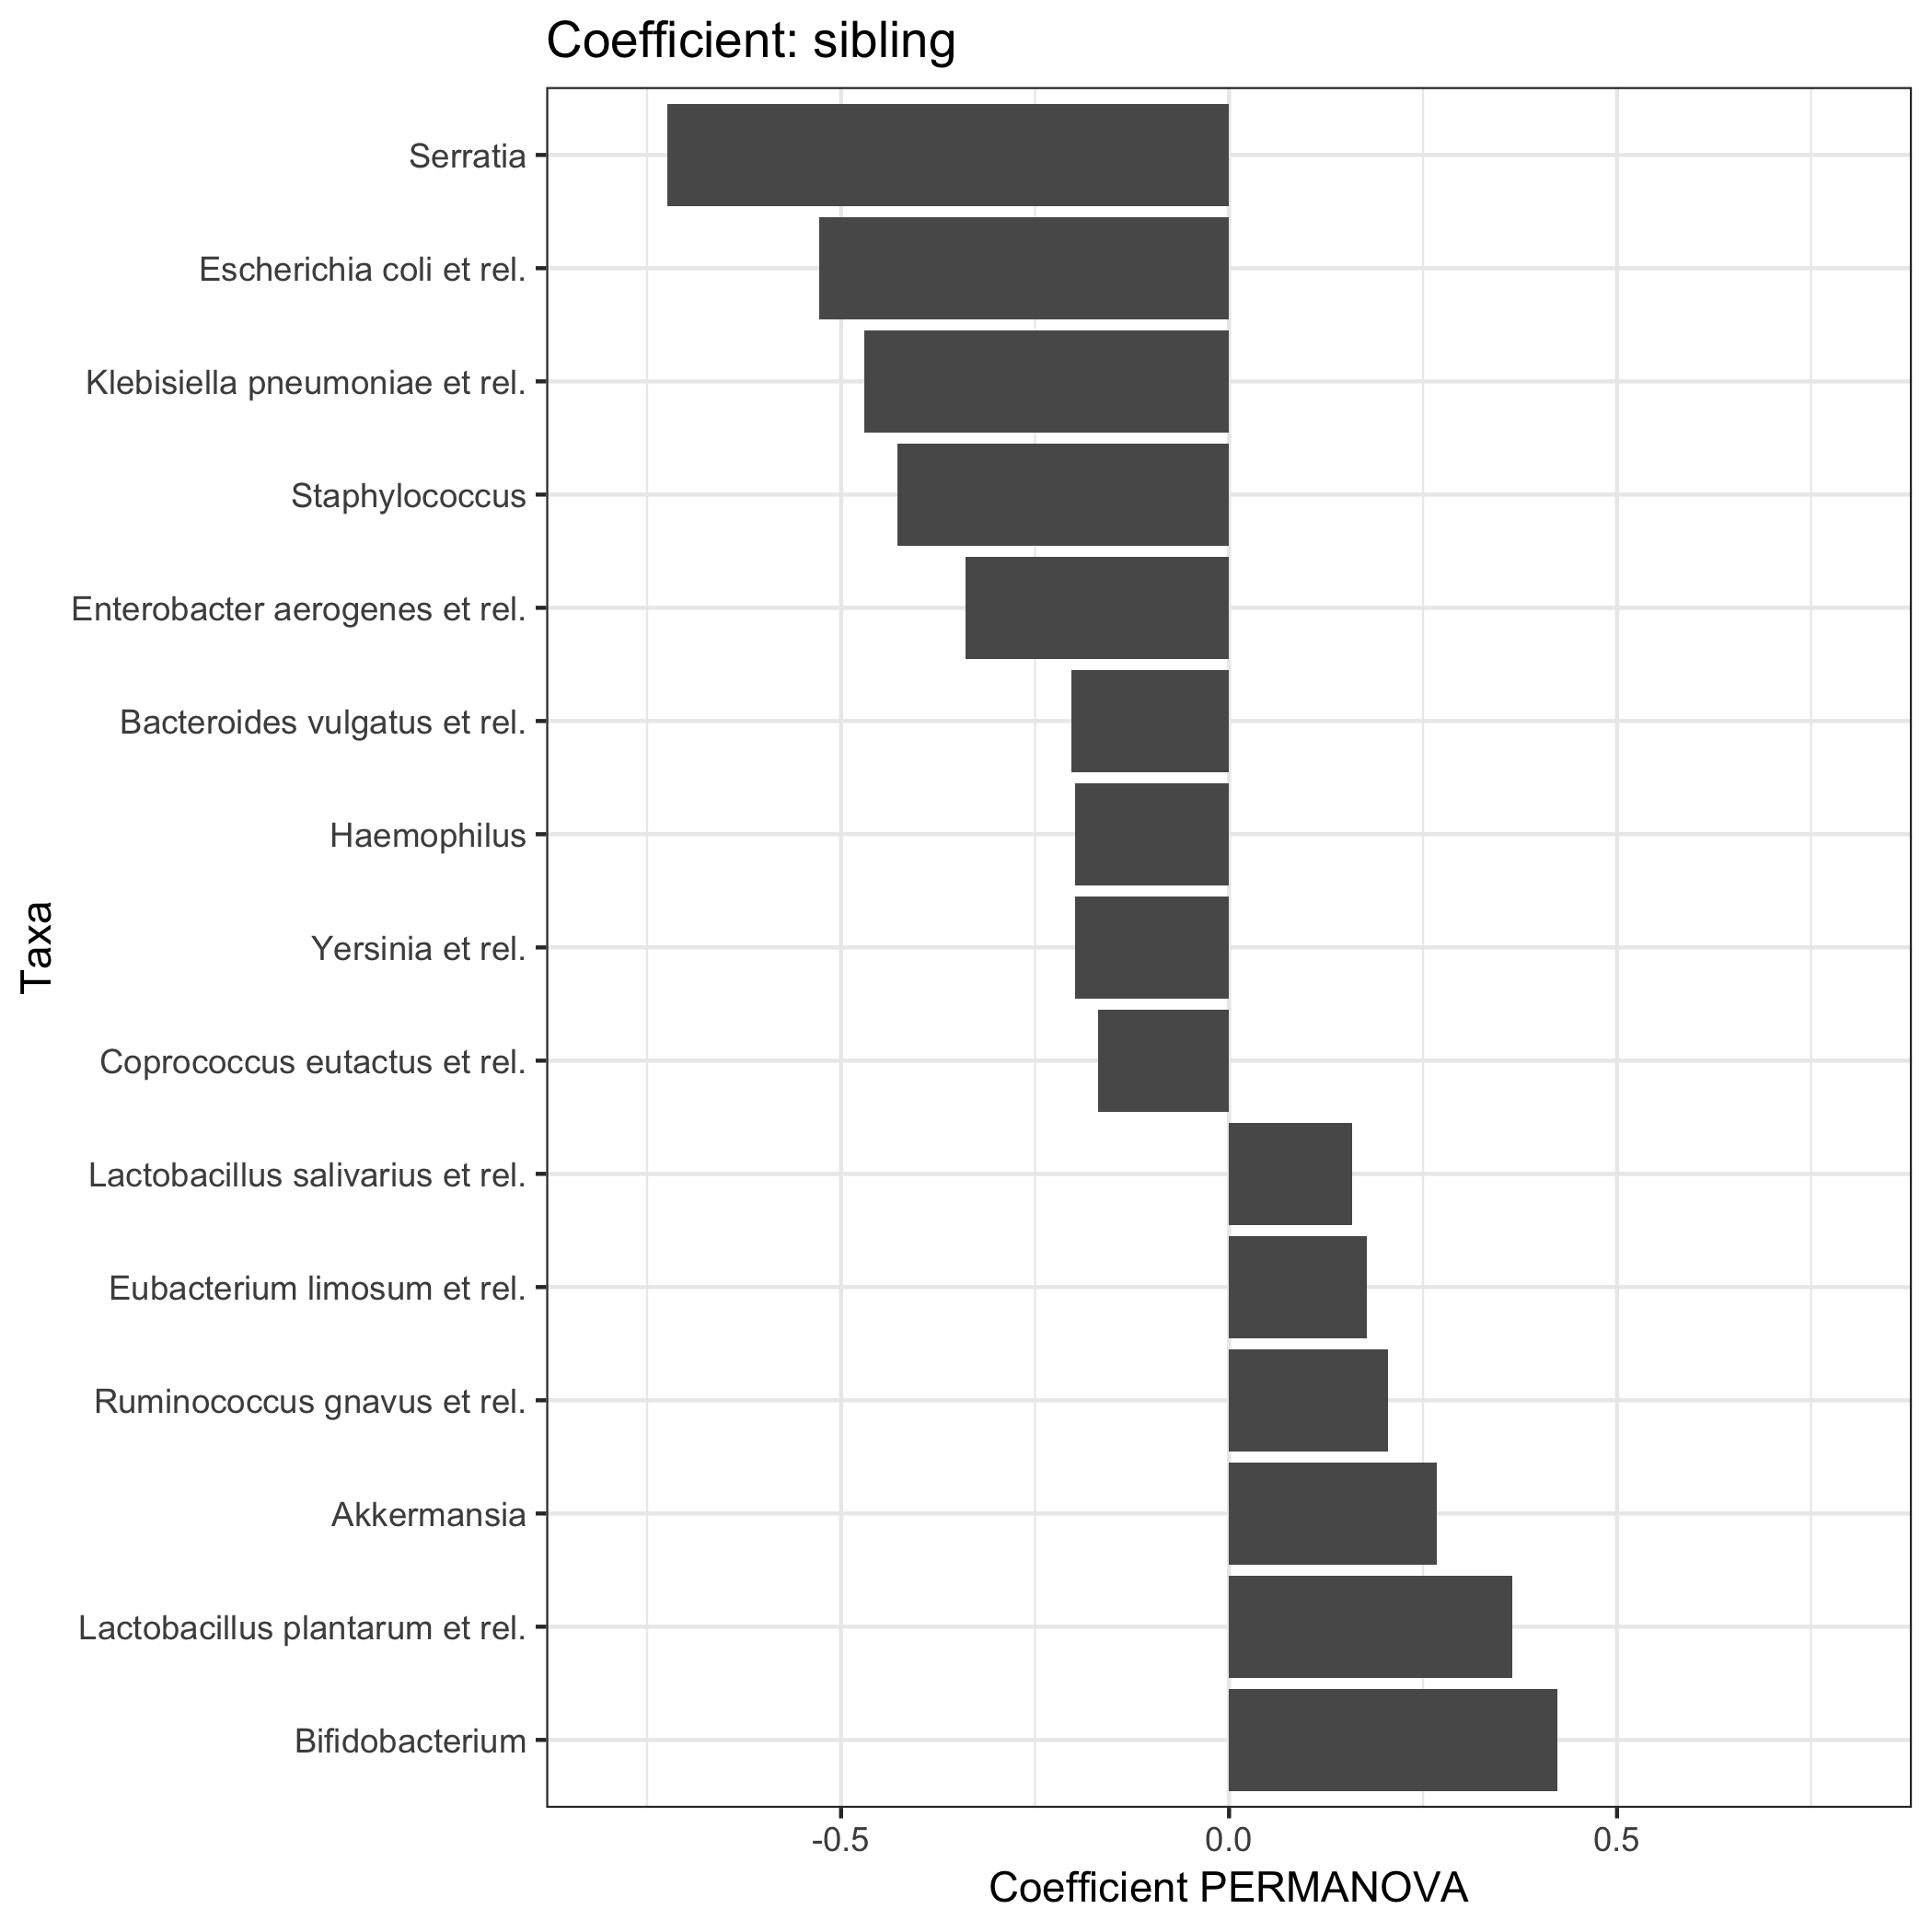 Coefficient: sibling
Serratia
Escherichia coli et rel.
Klebisiella pneumoniae et rel.
Staphylococcus
Enterobacter aerogenes et rel.
Bacteroides vulgatus et rel.
Haemophilus
Yersinia et rel.
Coprococcus eutactus et rel.
Lactobacillus salivarius et rel.
Eubacterium limosum et rel.
Ruminococcus gnavus et rel.
Akkermansia
Lactobacillus plantarum et rel.
Bifidobacterium
Taxa
-0.5 0.0 0.5
Coefficient PERMANOVA